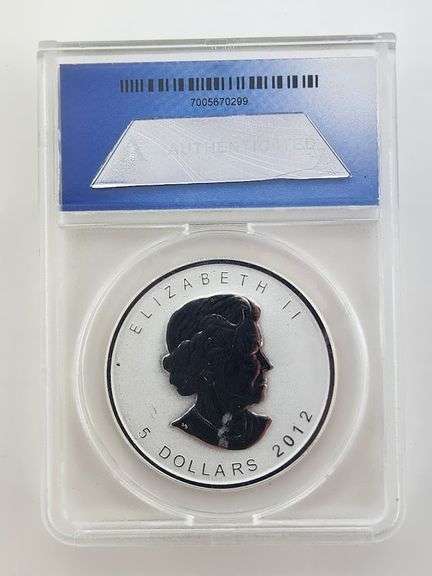 7005670299
AUTHENTICATED
ELIZABETH II
5 DOLLARS 2012